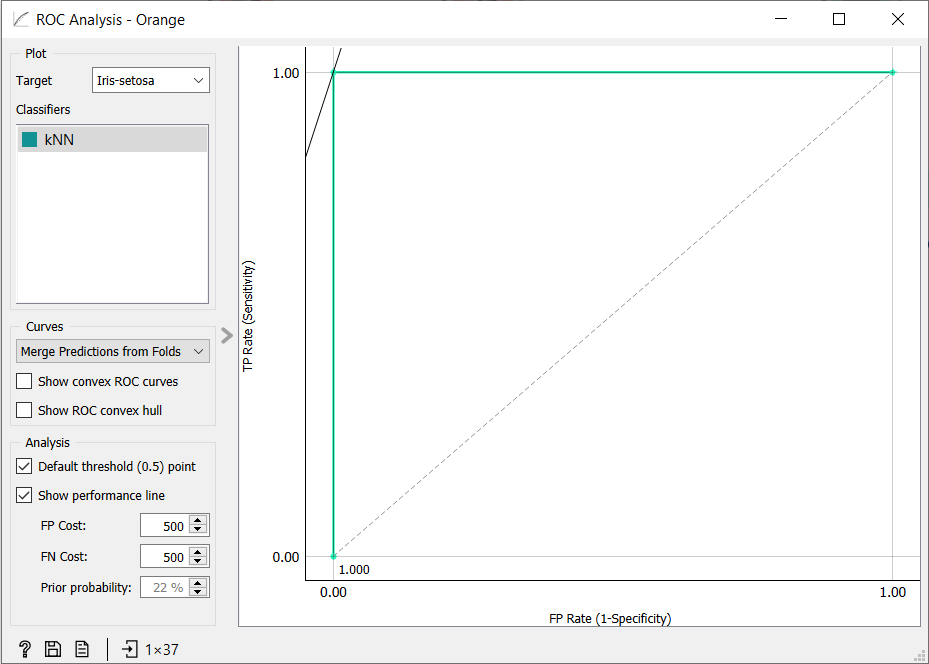 ROC Analysis - Orange
Plot
Target
Iris-setosa
Classifiers
kNN
Curves
Merge Predictions from Folds
Show convex ROC curves
Show ROC convex hull
Analysis
Default threshold (0.5) point
Show performance line
FP Cost:
500
FN Cost:
500
Prior probability:
22 %
?
1×37
TP Rate (Sensitivity)
1.00
0.00
1.000
0.00
1.00
FP Rate (1-Specificity)